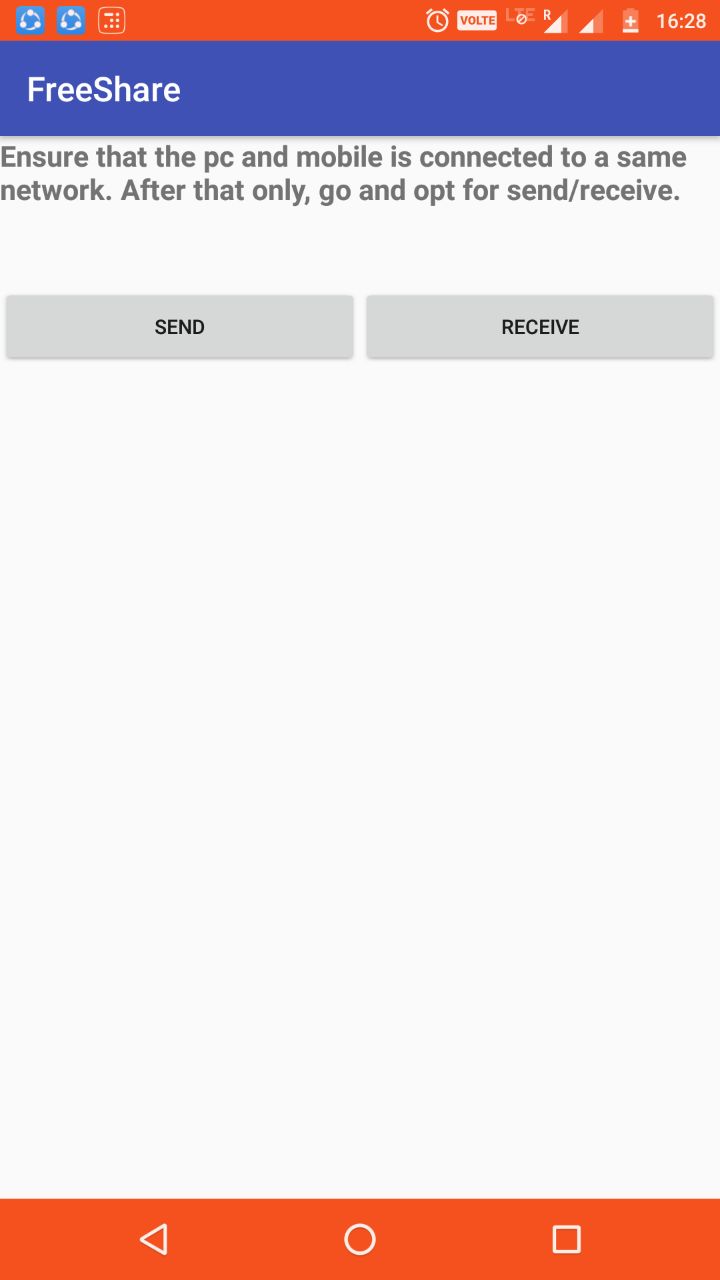 VOLTE LTE R 16:28
FreeShare
Ensure that the pc and mobile is connected to a same
network. After that only, go and opt for send/receive.
SEND RECEIVE